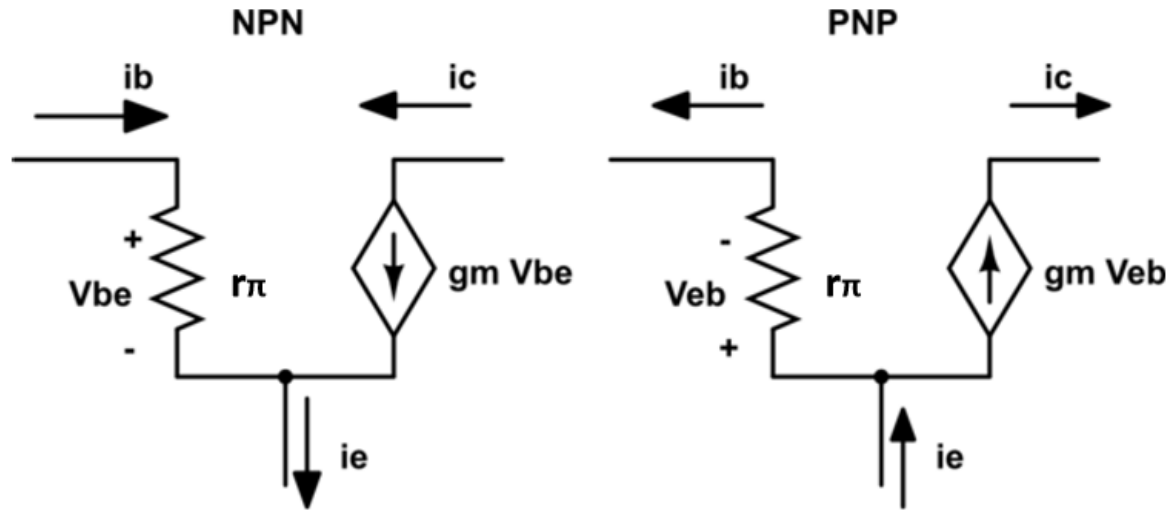 NPN
PNP
ib
ic
ib
ic
+
Vbe
-
rπ
gm Vbe
-
Veb
+
rπ
gm Veb
ie
ie